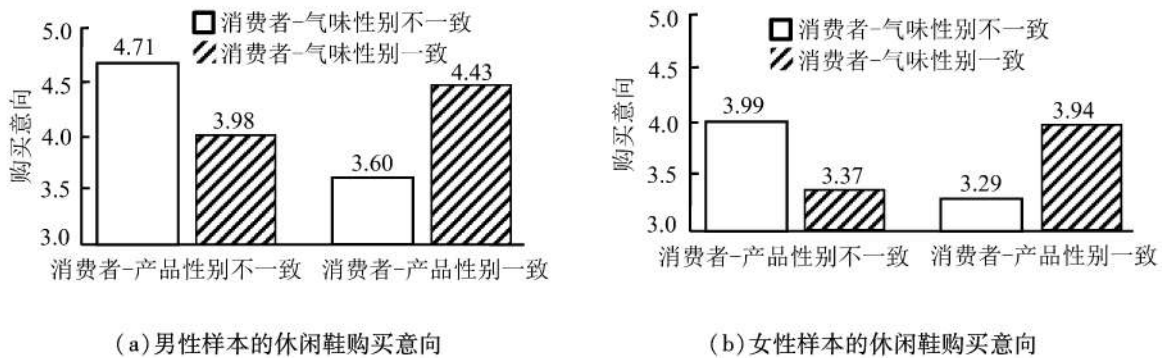 消费者-气味性别不一致
消费者-气味性别一致
购买意向
5.0
4.5
4.0
3.5
3.0
4.71
3.98
3.60
4.43
消费者-产品性别不一致
消费者-产品性别一致
(a)男性样本的休闲鞋购买意向
消费者-气味性别不一致
消费者-气味性别一致
购买意向
5.0
4.5
4.0
3.5
3.0
3.99
3.37
3.29
3.94
消费者-产品性别不一致
消费者-产品性别一致
(b)女性样本的休闲鞋购买意向